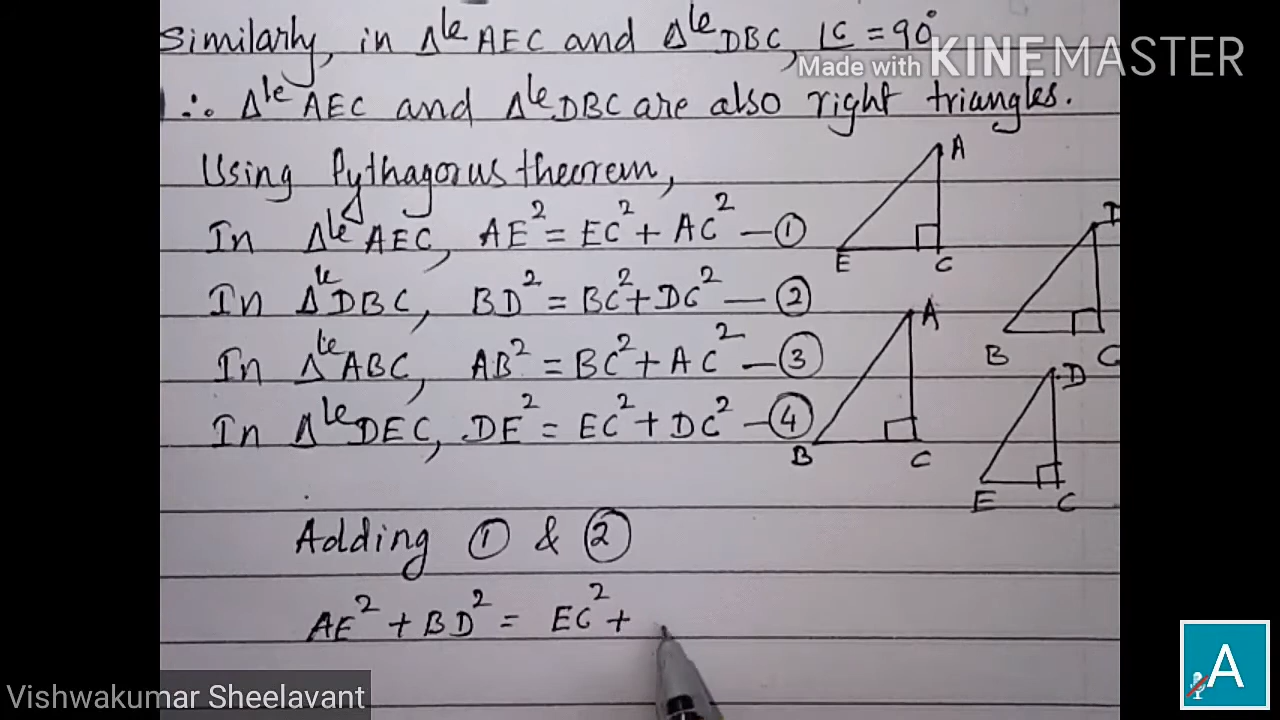 Similarly, in Δle AEC and Δle DBC, ∠C = 90°
Made with KINEMASTER
∴ Δle AEC and Δle DBC are also right triangles.
Using Pythagorus theorem,
In Δle AEC, AE² = EC² + AC² — ①
In Δle DBC, BD² = BC² + DC² — ②
In Δle ABC, AB² = BC² + AC² — ③
In Δle DEC, DE² = EC² + DC² — ④
A
E C
D
B C
A
B C
D
E C
Adding ① & ②
AE² + BD² = EC² +
Vishwakumar Sheelavant
A